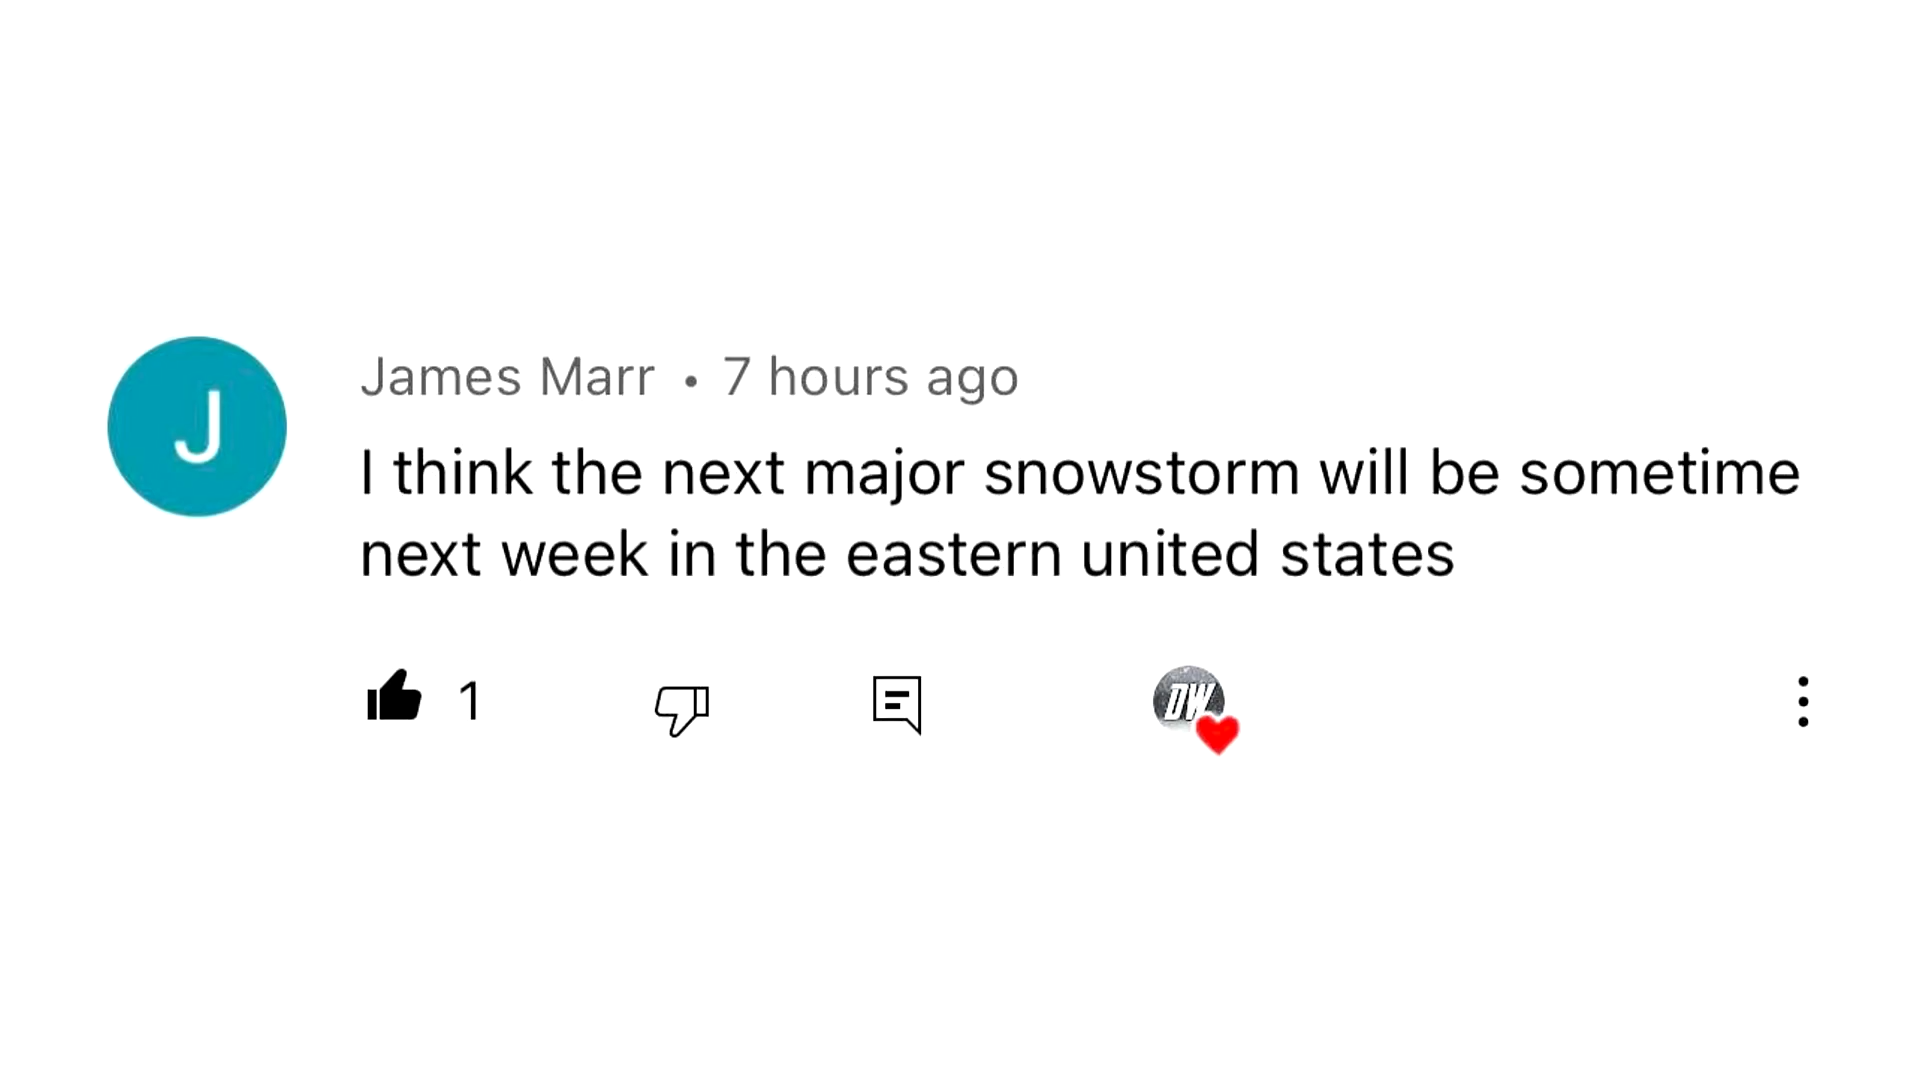 J
James Marr • 7 hours ago
I think the next major snowstorm will be sometime
next week in the eastern united states
1
DW